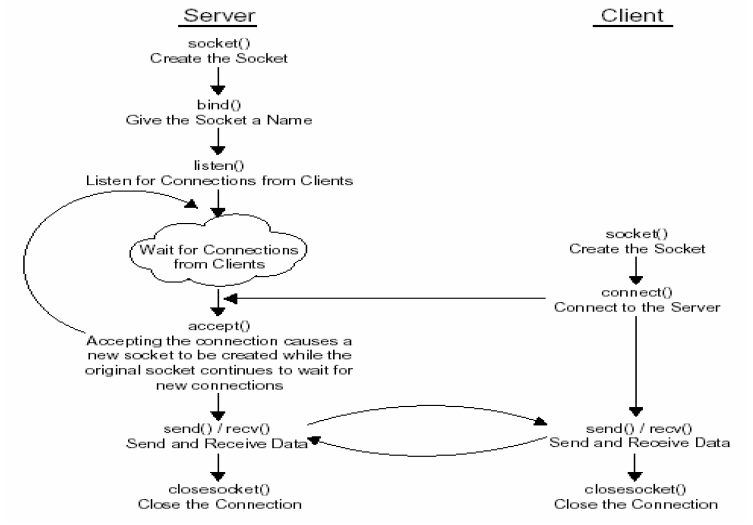 Server
socket()
Create the Socket
bind()
Give the Socket a Name
listen()
Listen for Connections from Clients
Wait for Connections
from Clients
accept()
Accepting the connection causes a
new socket to be created while the
original socket continues to wait for
new connections
send() / recv()
Send and Receive Data
closesocket()
Close the Connection
Client
socket()
Create the Socket
connect()
Connect to the Server
send() / recv()
Send and Receive Data
closesocket()
Close the Connection